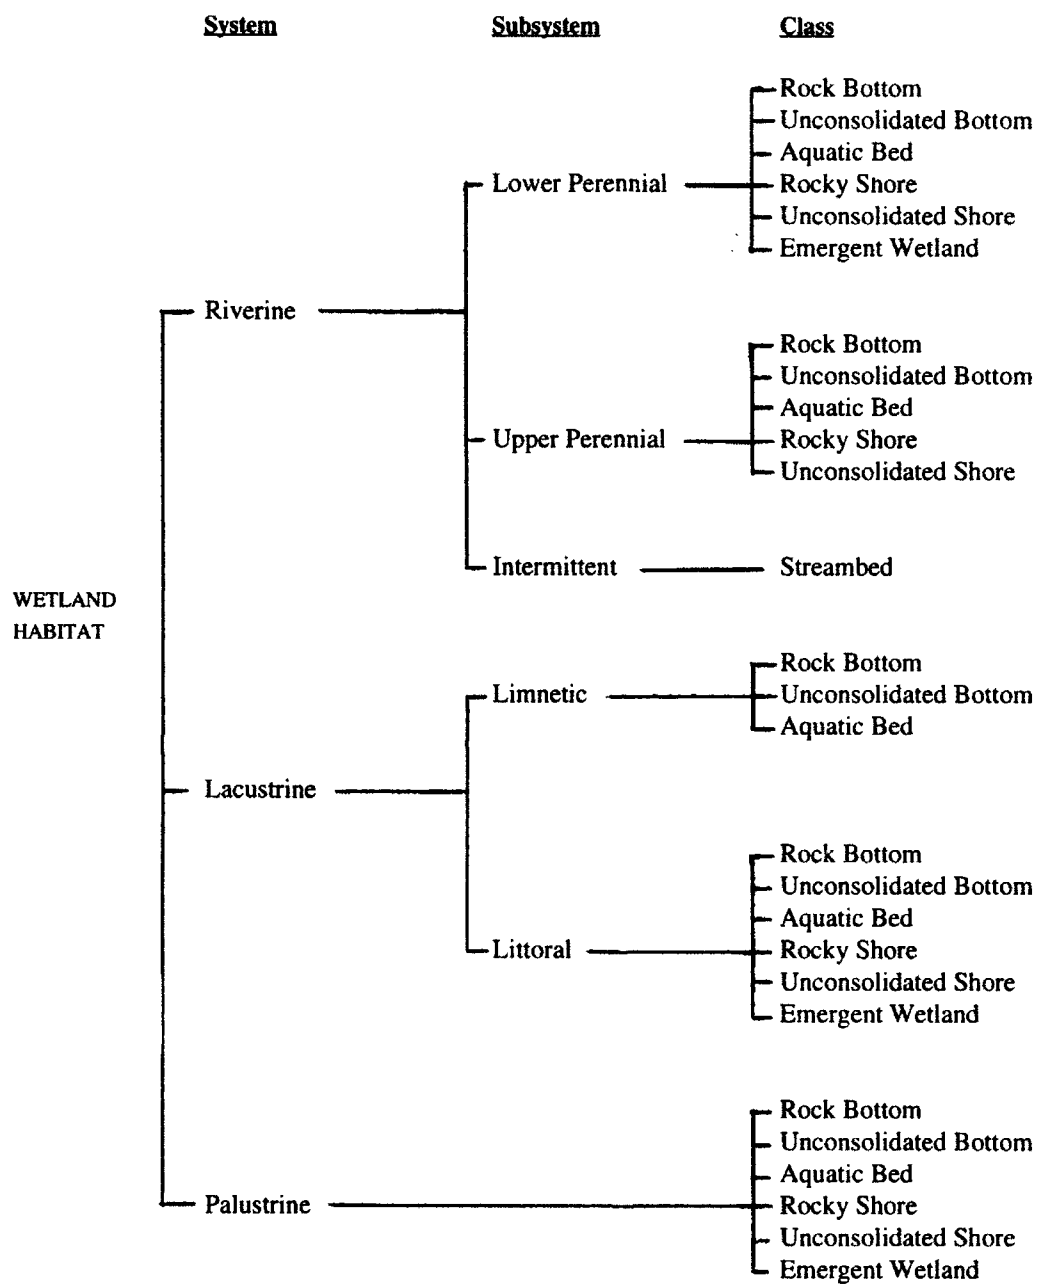 System Subsystem Class
Rock Bottom
Unconsolidated Bottom
Aquatic Bed
Lower Perennial Rocky Shore
Unconsolidated Shore
Emergent Wetland
Riverine
Rock Bottom
Unconsolidated Bottom
Aquatic Bed
Upper Perennial Rocky Shore
Unconsolidated Shore
Intermittent Streambed
WETLAND
HABITAT
Rock Bottom
Limnetic Unconsolidated Bottom
Aquatic Bed
Lacustrine
Rock Bottom
Unconsolidated Bottom
Aquatic Bed
Littoral Rocky Shore
Unconsolidated Shore
Emergent Wetland
Rock Bottom
Unconsolidated Bottom
Aquatic Bed
Palustrine Rocky Shore
Unconsolidated Shore
Emergent Wetland